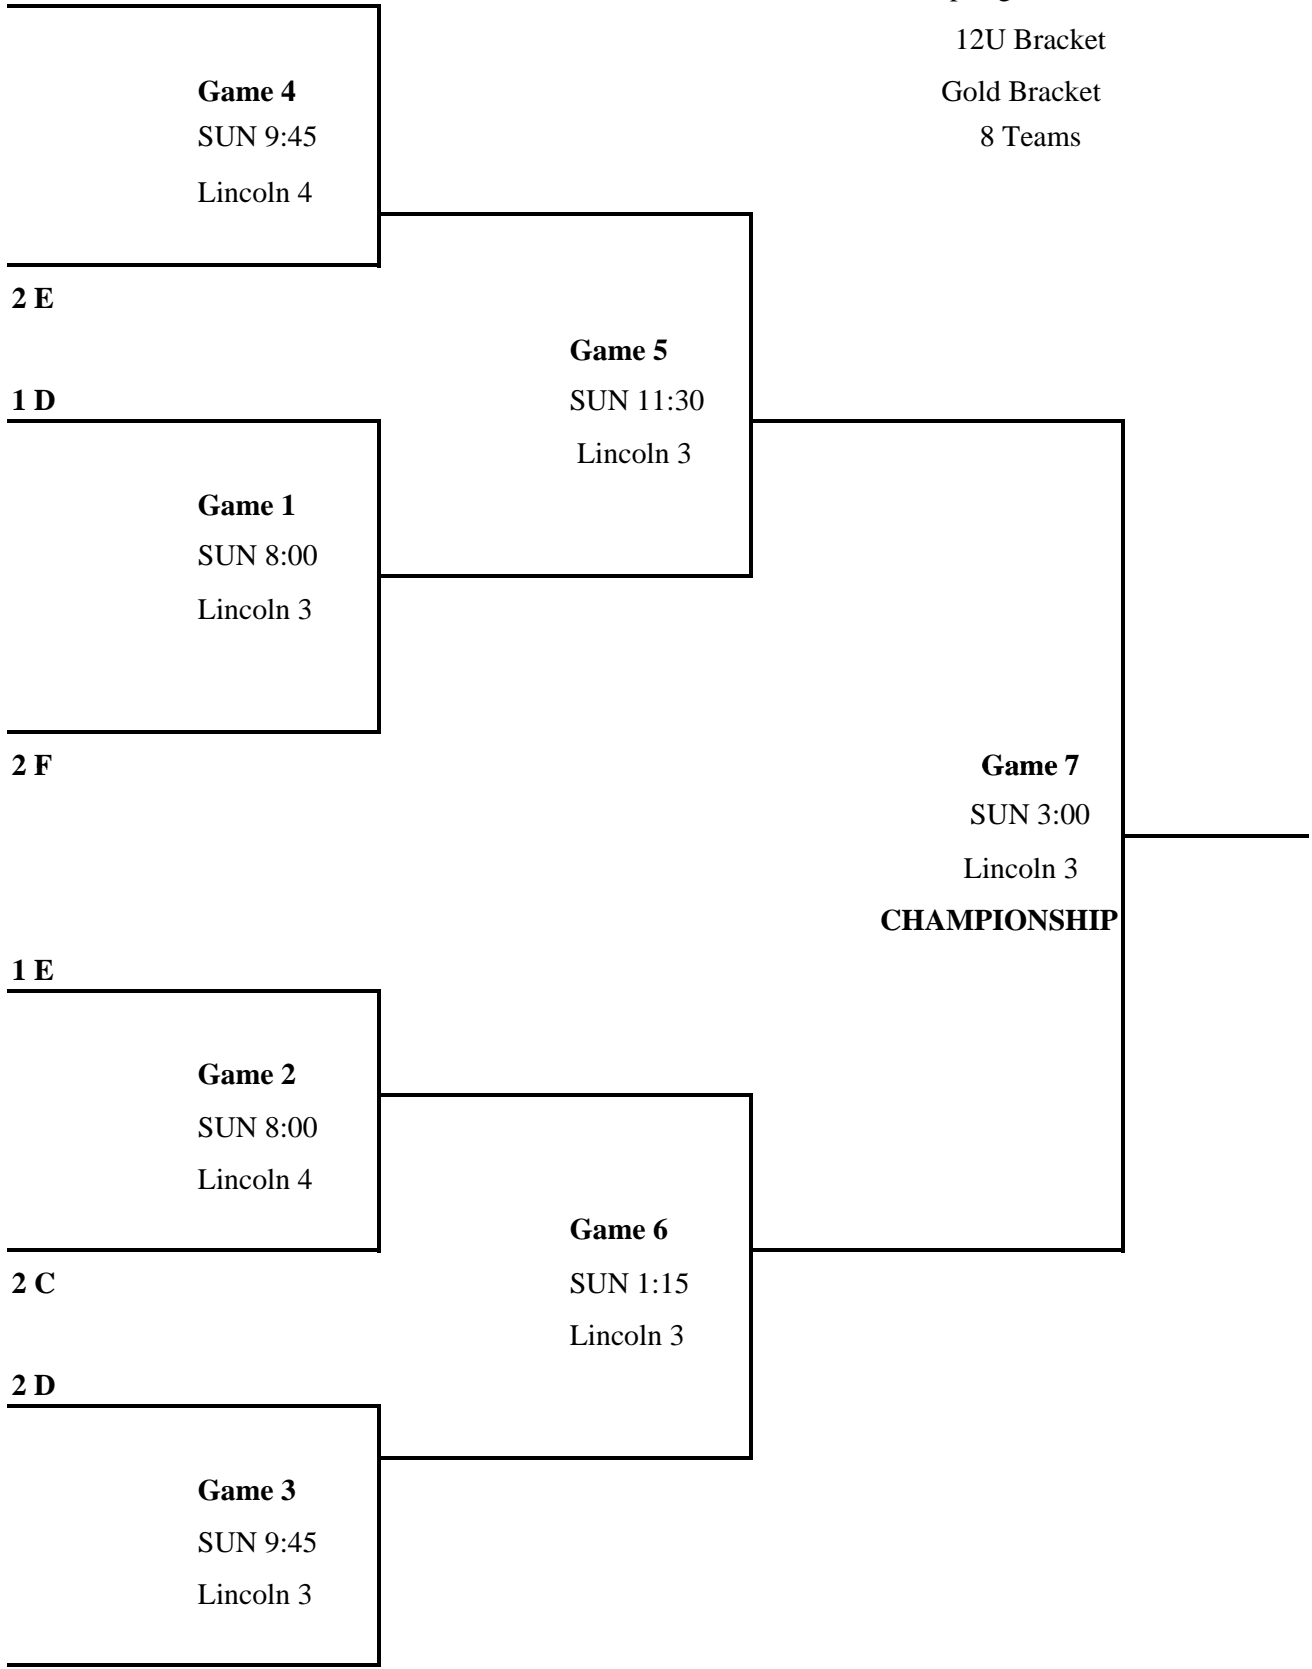 12U Bracket
Game 4
Gold Bracket
SUN 9:45
8 Teams
Lincoln 4
2 E
Game 5
1 D
SUN 11:30
Lincoln 3
Game 1
SUN 8:00
Lincoln 3
2 F
Game 7
SUN 3:00
Lincoln 3
CHAMPIONSHIP
1 E
Game 2
SUN 8:00
Lincoln 4
Game 6
2 C
SUN 1:15
Lincoln 3
2 D
Game 3
SUN 9:45
Lincoln 3